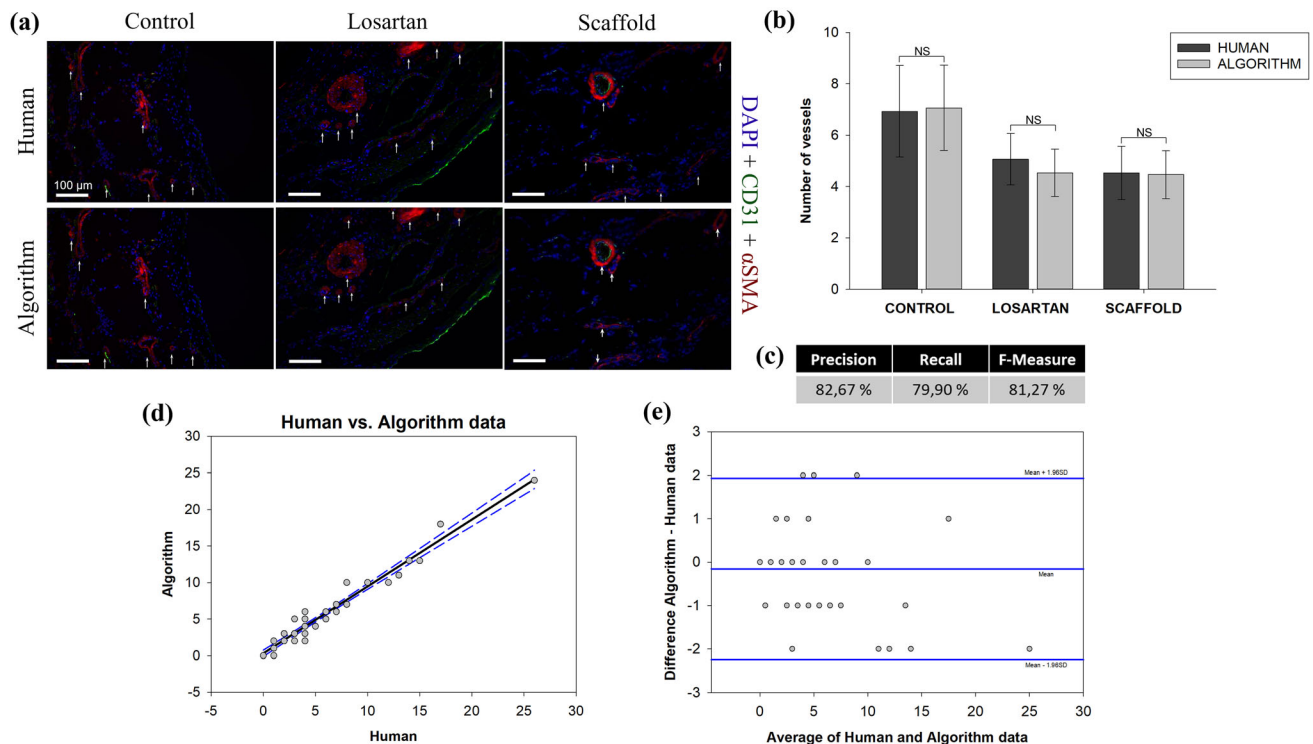 (a)
Control
Losartan
Scaffold
Human
100 µm
Algorithm
DAPI + CD31 + αSMA
(b)
10
8
6
4
2
0
Number of vessels
NS
NS
NS
CONTROL
LOSARTAN
SCAFFOLD
HUMAN
ALGORITHM
(c)
Precision Recall F-Measure
82,67 % 79,90 % 81,27 %
(d)
Human vs. Algorithm data
30
25
20
15
10
5
0
-5
Algorithm
-5 0 5 10 15 20 25 30
Human
(e)
3
2
1
0
-1
-2
-3
Difference Algorithm - Human data
Mean + 1.96SD
Mean
Mean - 1.96SD
0 5 10 15 20 25 30
Average of Human and Algorithm data